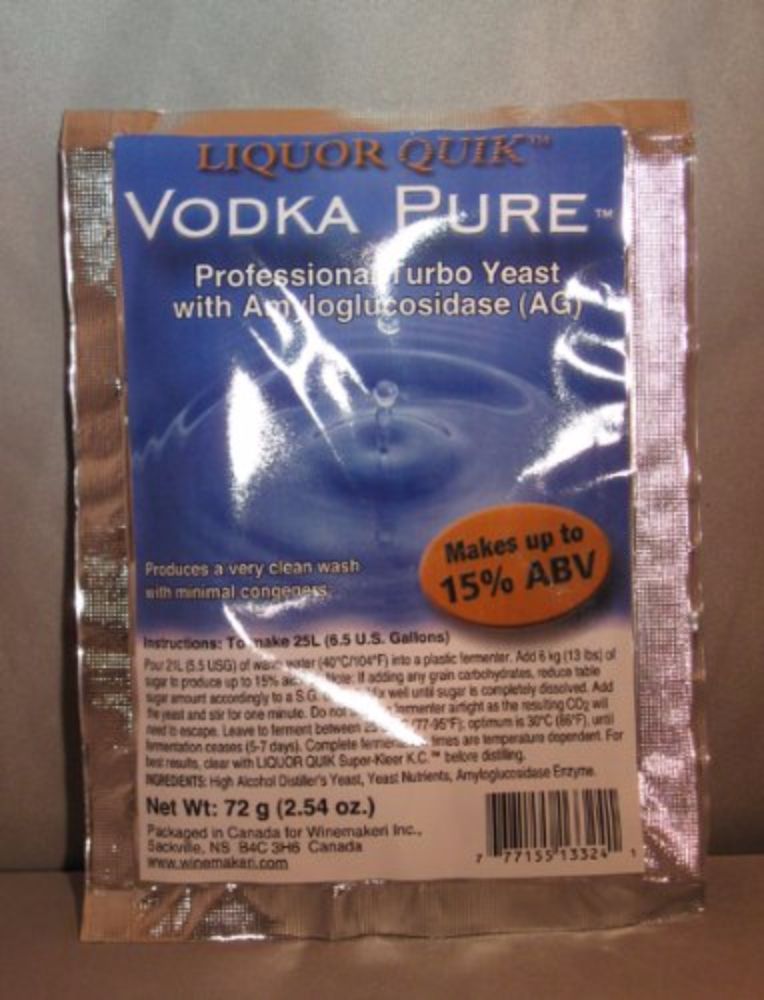 LIQUOR QUIK™
VODKA PURE™
Professional Turbo Yeast
with Amyloglucosidase (AG)
Makes up to
15% ABV
Produces a very clean wash
with minimal congeners.
Instructions: To make 25L (6.5 U.S. Gallons)
Pour 21L (5.5 USG) of warm water (40°C/104°F) into a plastic fermenter. Add 6 kg (13 lbs) of
sugar to produce up to 15% Note: If adding any grain carbohydrates, reduce table
sugar amount accordingly to a S.G. Mix well until sugar is completely dissolved. Add
the yeast and stir for one minute. Do not fermenter airtight as the resulting CO2 will
need to escape. Leave to ferment between (77-95°F); optimum is 30°C (86°F), until
fermentation ceases (5-7 days). Complete times are temperature dependent. For
best results, clear with LIQUOR QUIK Super-Kleer K.C.™ before distilling.
INGREDIENTS: High Alcohol Distiller's Yeast, Yeast Nutrients, Amyloglucosidase Enzyme.
Net Wt: 72 g (2.54 oz.)
Packaged in Canada for Winemakeri Inc.,
Sackville, NS B4C 3H6 Canada
www.winemakeri.com
7 77155 13324 1